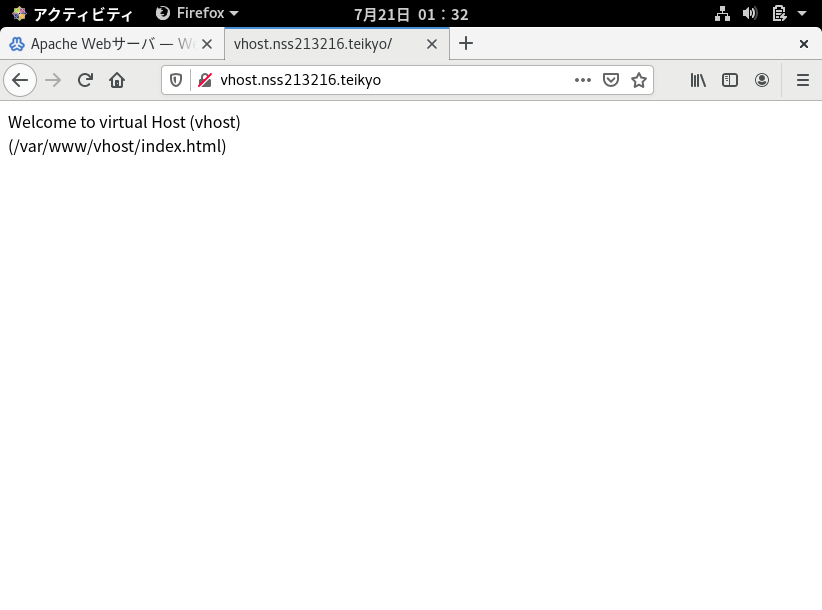 アクティビティ Firefox 7月21日 01：32
Apache Webサーバ — W vhost.nss213216.teikyo/
vhost.nss213216.teikyo
Welcome to virtual Host (vhost)
(/var/www/vhost/index.html)